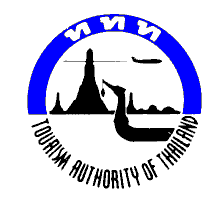 ททท
TOURISM AUTHORITY OF THAILAND